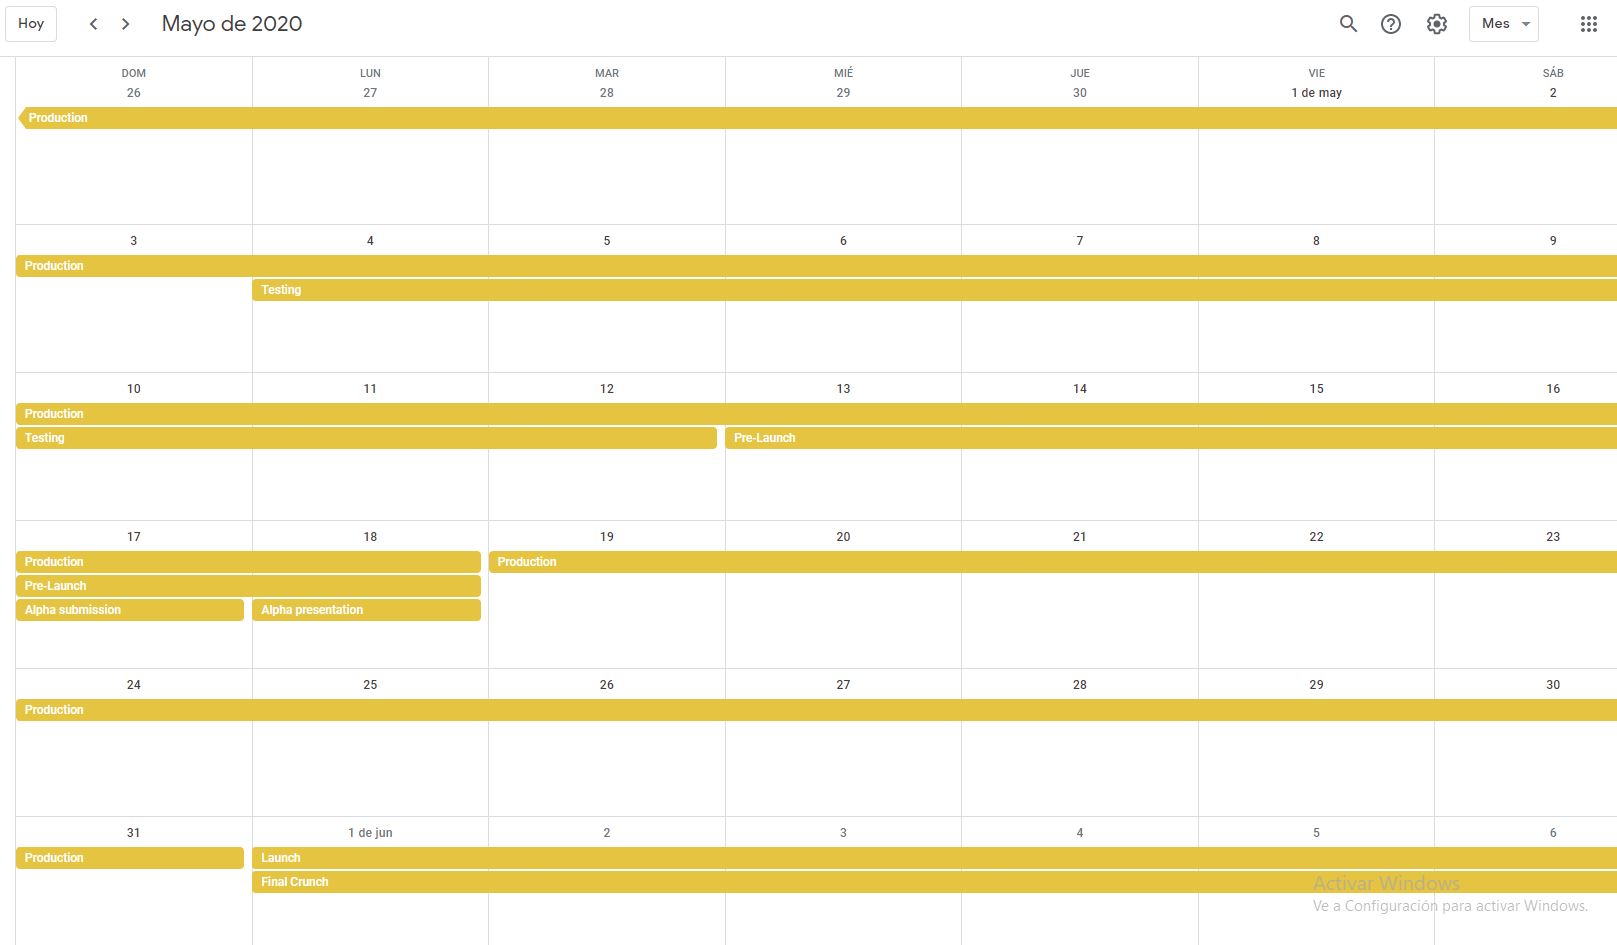 Hoy Mayo de 2020 Mes
DOM LUN MAR MIÉ JUE VIE SÁB
26 27 28 29 30 1 de may 2
Production
3 4 5 6 7 8 9
Production
Testing
10 11 12 13 14 15 16
Production
Testing Pre-Launch
17 18 19 20 21 22 23
Production Production
Pre-Launch
Alpha submission Alpha presentation
24 25 26 27 28 29 30
Production
31 1 de jun 2 3 4 5 6
Production Launch
Final Crunch
Activar Windows
Ve a Configuración para activar Windows.